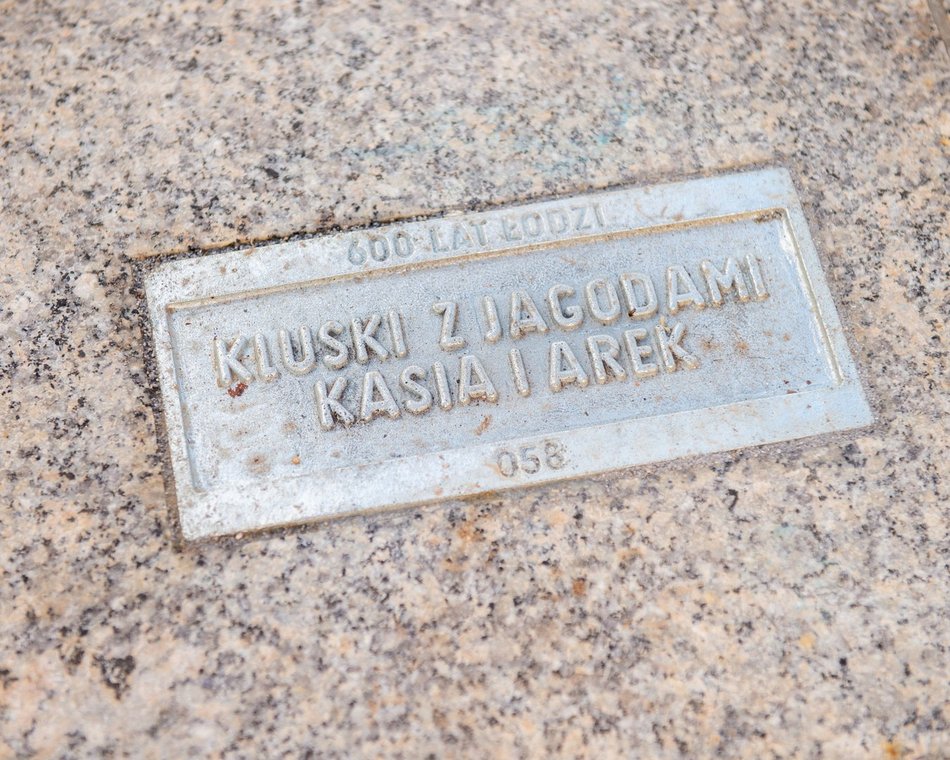 600 LAT ŁODZI
KLUSKI Z JAGODAMI
KASIA I AREK
058